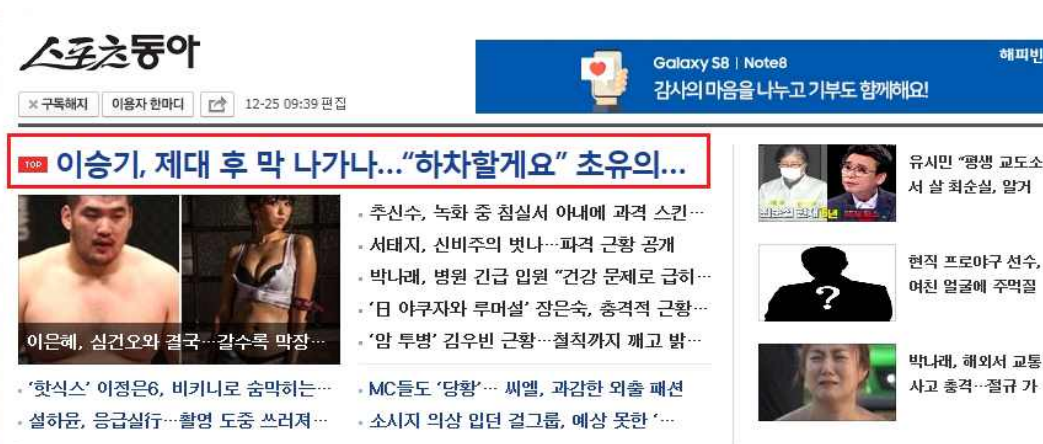 스포츠동아
Galaxy S8 | Note8
해피빈
감사의 마음을 나누고 기부도 함께해요!
×구독해지 이용자 한마디 12-25 09:39 편집
TOP 이승기, 제대 후 막 나가나…“하차할게요” 초유의…
추신수, 녹화 중 침실서 아내에 과격 스킨…
서태지, 신비주의 벗나…파격 근황 공개
박나래, 병원 긴급 입원 “건강 문제로 급히…
‘日 야쿠자와 루머설’ 장은숙, 충격적 근황…
‘암 투병’ 김우빈 근황…철칙까지 깨고 밝…
이은혜, 심건오와 결국…갈수록 막장…
‘핫식스’ 이정은6, 비키니로 숨막히는…
설하윤, 응급실行…촬영 도중 쓰러져…
MC들도 ‘당황’… 씨엘, 과감한 외출 패션
소시지 의상 입던 걸그룹, 예상 못한 ‘…
유시민 “평생 교도소
서 살 최순실, 알거
현직 프로야구 선수,
여친 얼굴에 주먹질
?
박나래, 해외서 교통
사고 충격…절규 가